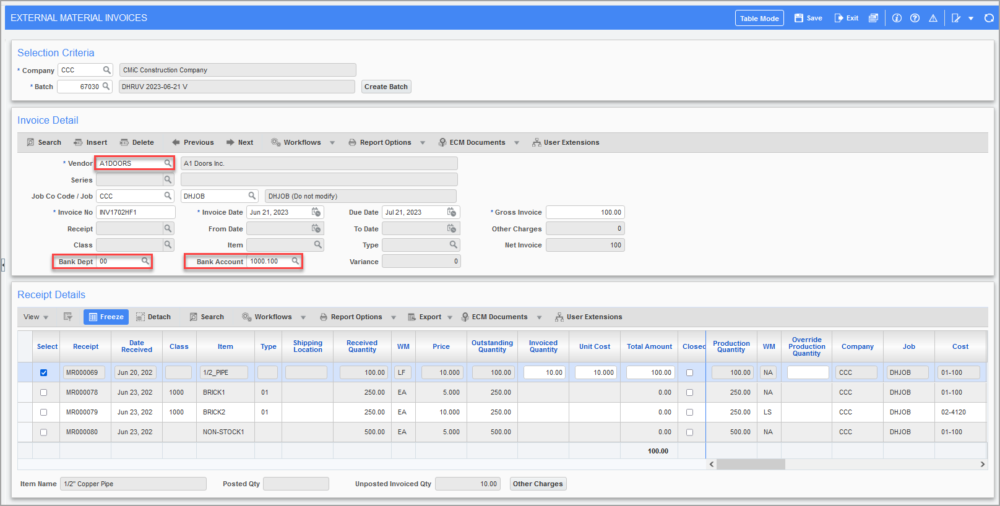 EXTERNAL MATERIAL INVOICES Table Mode Save Exit
Selection Criteria
* Company CCC CMiC Construction Company
* Batch 67030 DHRUV 2023-06-21 V Create Batch
Invoice Detail
Search Insert Delete Previous Next Workflows Report Options ECM Documents User Extensions
* Vendor A1DOORS A1 Doors Inc.
Series
Job Co Code / Job CCC DHJOB DHJOB (Do not modify)
* Invoice No INV1702HF1 * Invoice Date Jun 21, 2023 Due Date Jul 21, 2023 * Gross Invoice 100.00
Receipt From Date To Date Other Charges 0
Class Item Type Net Invoice 100
Bank Dept 00 Bank Account 1000.100 Variance 0
Receipt Details
View Freeze Detach Search Workflows Report Options Export ECM Documents User Extensions
Select Receipt Date Received Class Item Type Shipping Location Received Quantity WM Price Outstanding Quantity Invoiced Quantity Unit Cost Total Amount Closed Production Quantity WM Override Production Quantity Company Job Cost
MR000069 Jun 20, 202 1/2_PIPE 100.00 LF 10.000 100.00 10.00 10.000 100.00 100.00 NA CCC DHJOB 01-100
MR000078 Jun 23, 202 1000 BRICK1 01 250.00 EA 5.000 250.00 0.00 250.00 NA CCC DHJOB 01-100
MR000079 Jun 23, 202 1000 BRICK2 01 250.00 EA 10.000 250.00 0.00 250.00 LS CCC DHJOB 02-4120
MR000080 Jun 23, 202 NON-STOCK1 500.00 EA 5.000 500.00 0.00 500.00 NA CCC DHJOB 01-100
100.00
Item Name 1/2" Copper Pipe Posted Qty Unposted Invoiced Qty 10.00 Other Charges